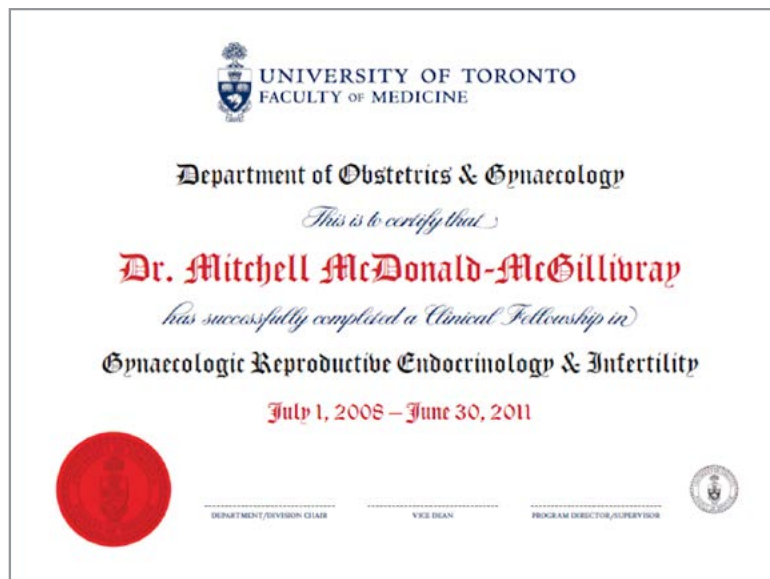 UNIVERSITY OF TORONTO
FACULTY OF MEDICINE
Department of Obstetrics & Gynaecology
This is to certify that
Dr. Mitchell McDonald-McGillivray
has successfully completed a Clinical Fellowship in
Gynaecologic Reproductive Endocrinology & Infertility
July 1, 2008 – June 30, 2011
DEPARTMENT/DIVISION CHAIR
VICE DEAN
PROGRAM DIRECTOR/SUPERVISOR